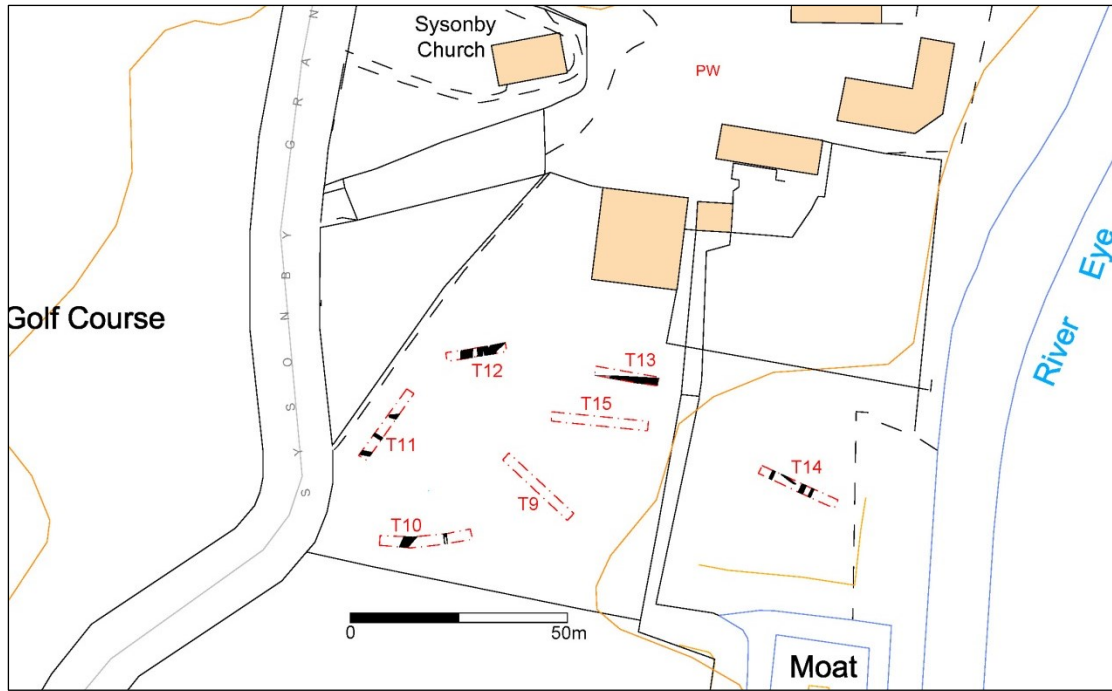 Sysonby
Church
PW
SYSONBY GRAN
River Eye
Golf Course
T12
T13
T15
T11
T14
T9
T10
0 50m
Moat